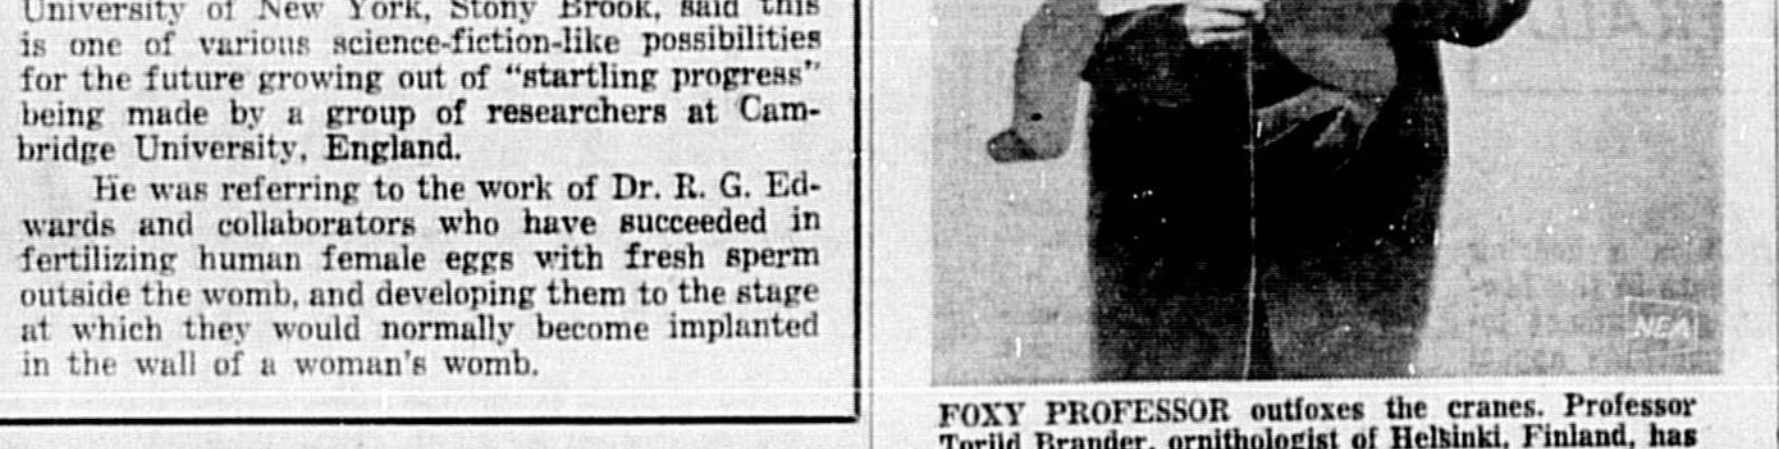 University of New York, Stony Brook, said this
is one of various science-fiction-like possibilities
for the future growing out of “startling progress”
being made by a group of researchers at Cam-
bridge University, England.
He was referring to the work of Dr. R. G. Ed-
wards and collaborators who have succeeded in
fertilizing human female eggs with fresh sperm
outside the womb, and developing them to the stage
at which they would normally become implanted
in the wall of a woman's womb.
NEA
FOXY PROFESSOR outfoxes the cranes. Professor
Torild Brander, ornithologist of Helsinki, Finland, has